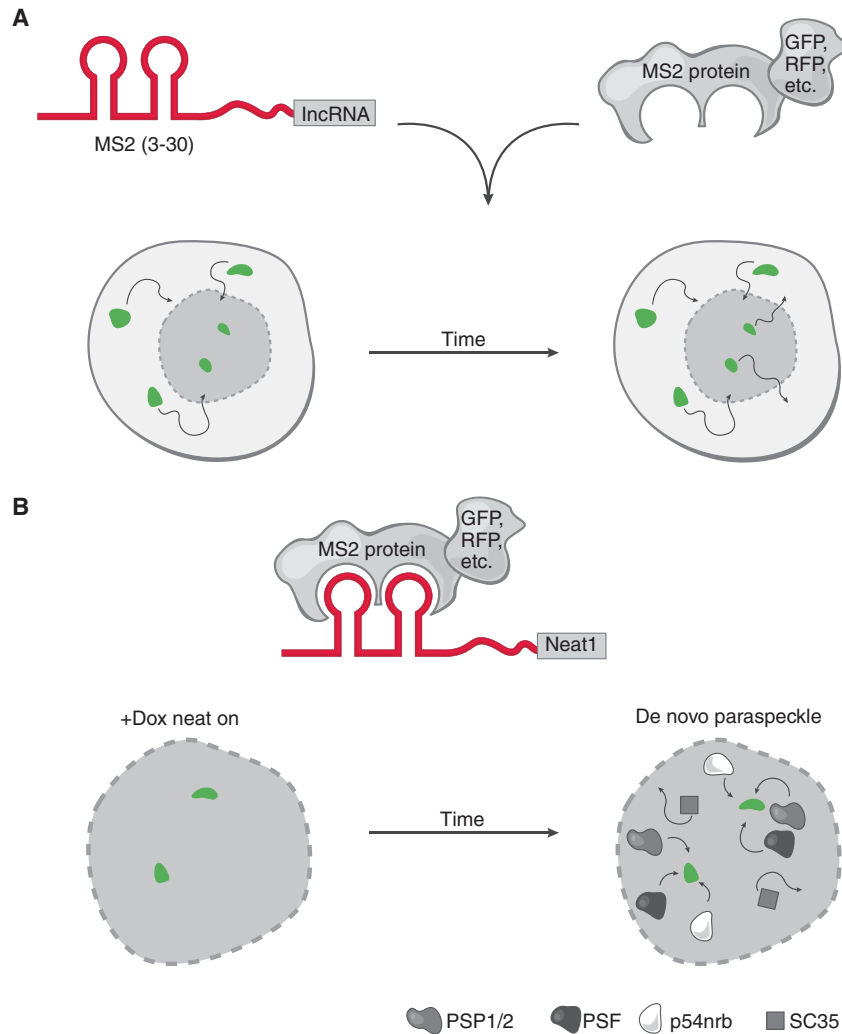 A
MS2 (3-30)
lncRNA
MS2 protein
GFP,
RFP,
etc.
Time
B
MS2 protein
GFP,
RFP,
etc.
Neat1
+Dox neat on
De novo paraspeckle
Time
PSP1/2
PSF
p54nrb
SC35